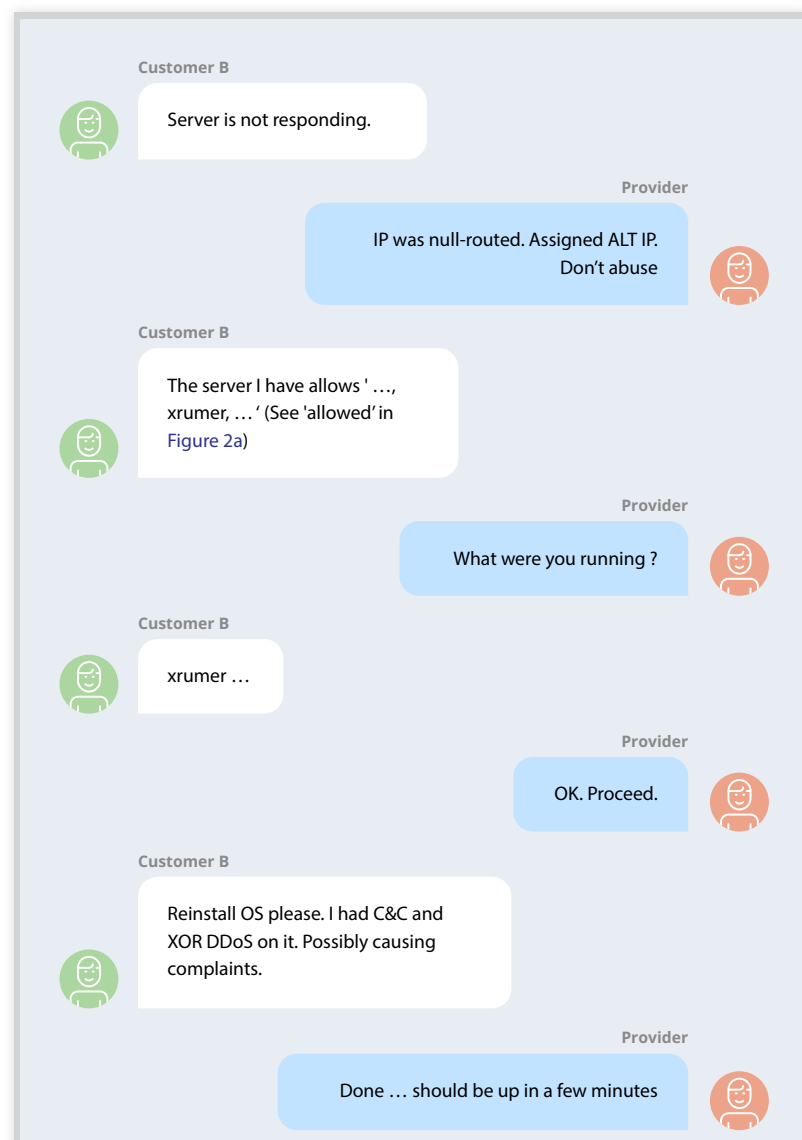 Customer B
Server is not responding.
Provider
IP was null-routed. Assigned ALT IP.
Don’t abuse
Customer B
The server I have allows ' …,
xrumer, … ‘ (See 'allowed’ in
Figure 2a)
Provider
What were you running ?
Customer B
xrumer …
Provider
OK. Proceed.
Customer B
Reinstall OS please. I had C&C and
XOR DDoS on it. Possibly causing
complaints.
Provider
Done … should be up in a few minutes